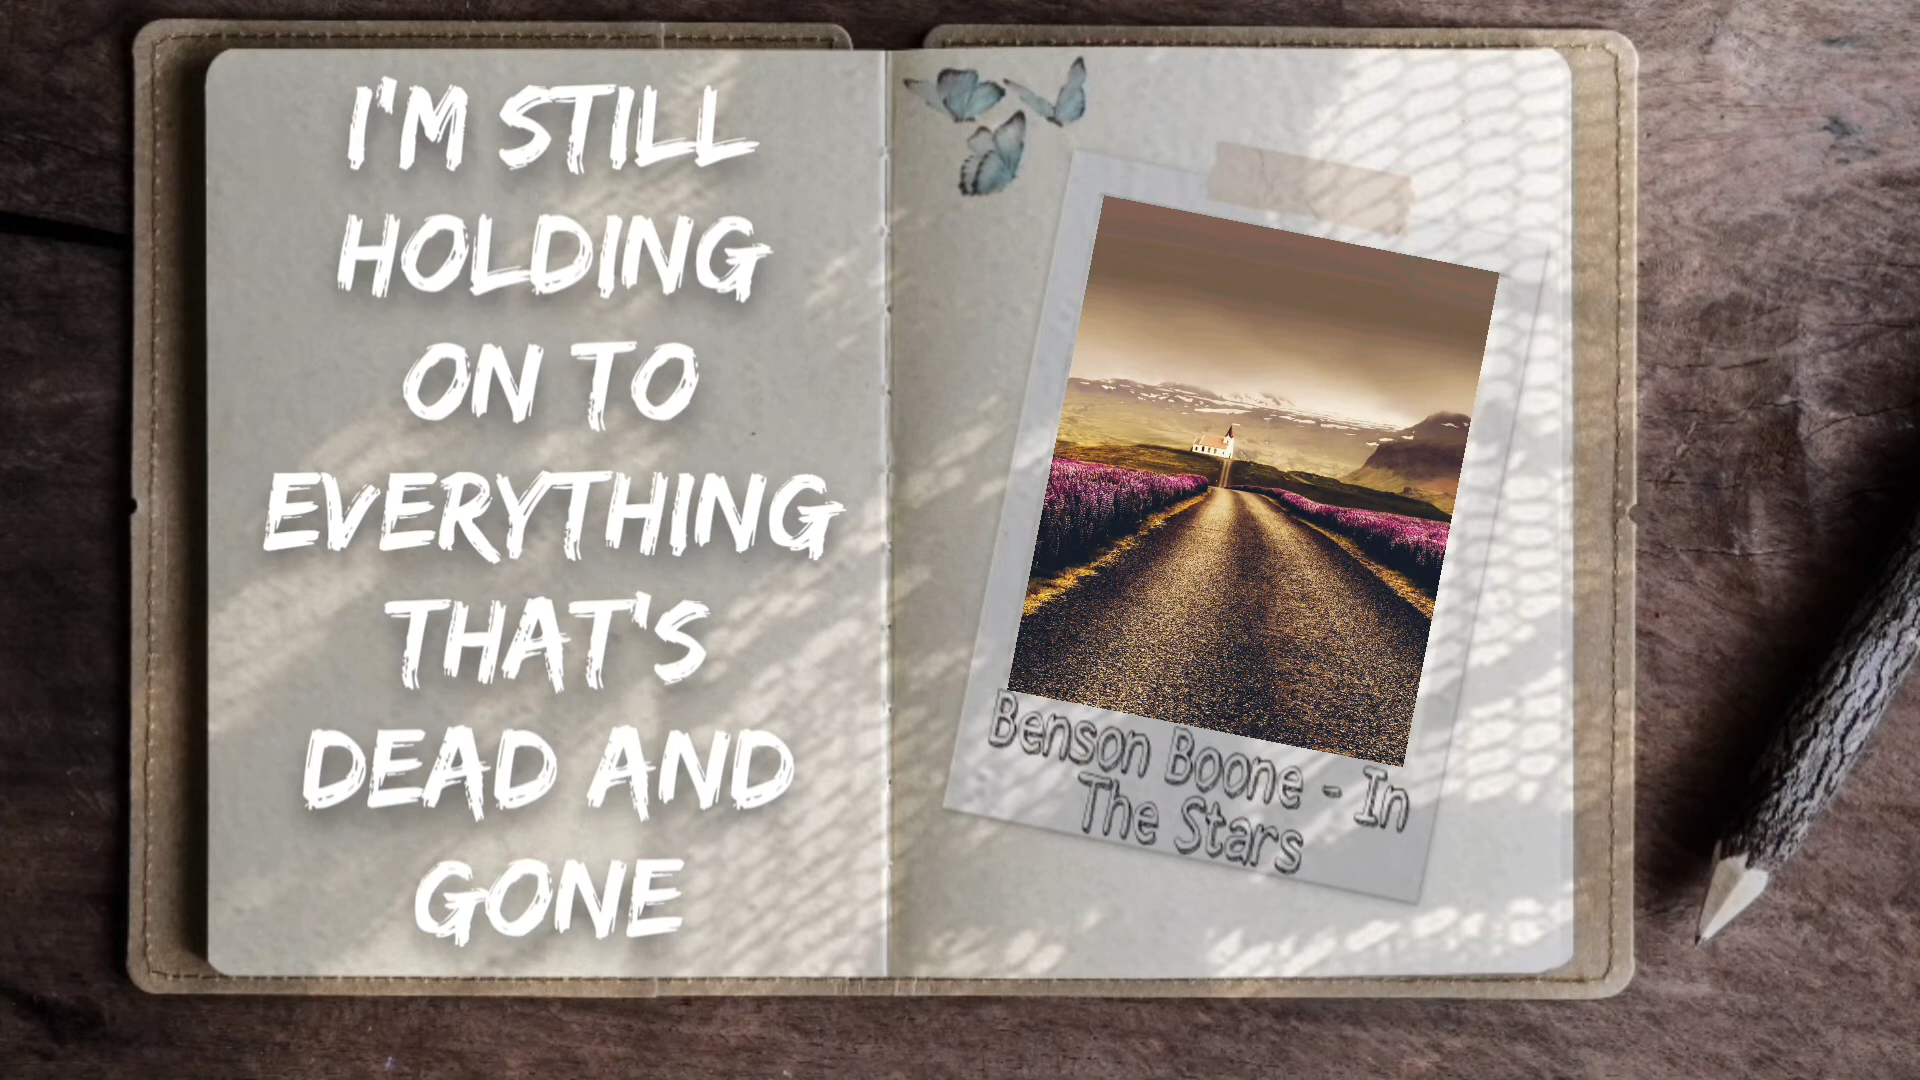 I'M STILL
HOLDING
ON TO
EVERYTHING
THAT'S
DEAD AND
GONE
Benson Boone - In
The Stars